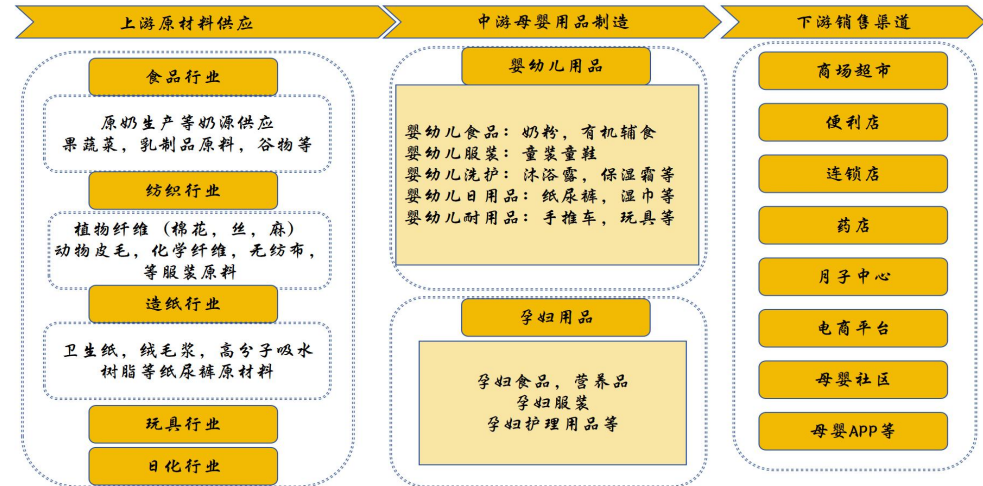 上游原材料供应
中游母婴用品制造
下游销售渠道
食品行业
原奶生产等奶源供应
果蔬菜，乳制品原料，谷物等
纺织行业
植物纤维（棉花，丝，麻）
动物皮毛，化学纤维，无纺布，
等服装原料
造纸行业
卫生纸，绒毛浆，高分子吸水
树脂等纸尿裤原材料
玩具行业
日化行业
婴幼儿用品
婴幼儿食品：奶粉，有机辅食
婴幼儿服装：童装童鞋
婴幼儿洗护：沐浴露，保湿霜等
婴幼儿日用品：纸尿裤，湿巾等
婴幼儿耐用品：手推车，玩具等
孕妇用品
孕妇食品，营养品
孕妇服装
孕妇护理用品等
商场超市
便利店
连锁店
药店
月子中心
电商平台
母婴社区
母婴APP等